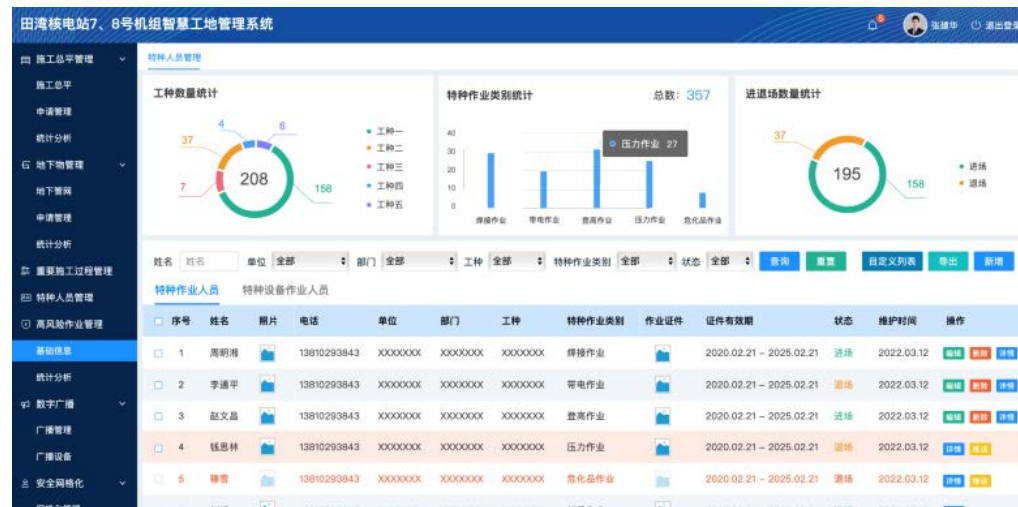 田湾核电站7、8号机组智慧工地管理系统
5 张建华 退出登录
施工总平管理
施工总平
申请管理
统计分析
地下物管理
地下管网
申请管理
统计分析
重要施工过程管理
特种人员管理
高风险作业管理
基础信息
统计分析
数字广播
广播管理
广播设备
安全网格化
特种人员管理
工种数量统计
4
6
37
7
208
158
工种一
工种二
工种三
工种四
工种五
特种作业类别统计 总数: 357
40
30
20
10
0
压力作业 27
焊接作业 带电作业 登高作业 压力作业 危化品作业
进退场数量统计
37
195
158
进场
退场
姓名 姓名 单位 全部 部门 全部 工种 全部 特种作业类别 全部 状态 全部 查询 重置 自定义列表 导出 新增
特种作业人员 特种设备作业人员
序号 姓名 照片 电话 单位 部门 工种 特种作业类别 作业证件 证件有效期 状态 维护时间 操作
1 周明湘 13810293843 XXXXXXX XXXXXXX XXXXXXX 焊接作业 2020.02.21 – 2025.02.21 进场 2022.03.12 编辑 删除 详情
2 李通平 13810293843 XXXXXXX XXXXXXX XXXXXXX 带电作业 2020.02.21 – 2025.02.21 退场 2022.03.12 编辑 删除 详情
3 赵文昌 13810293843 XXXXXXX XXXXXXX XXXXXXX 登高作业 2020.02.21 – 2025.02.21 进场 2022.03.12 编辑 删除 详情
4 钱思林 13810293843 XXXXXXX XXXXXXX XXXXXXX 压力作业 2020.02.21 – 2025.02.21 退场 2022.03.12 详情
5 穆雪 13810293843 XXXXXXX XXXXXXX XXXXXXX 危化品作业 2020.02.21 – 2025.02.21 退场 2022.03.12 详情